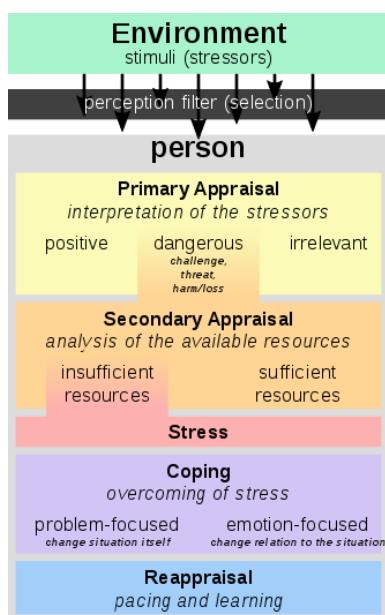 Environment
stimuli (stressors)
perception filter (selection)
person
Primary Appraisal
interpretation of the stressors
positive dangerous irrelevant
challenge,
threat,
harm/loss
Secondary Appraisal
analysis of the available resources
insufficient sufficient
resources resources
Stress
Coping
overcoming of stress
problem-focused emotion-focused
change situation itself change relation to the situation
Reappraisal
pacing and learning